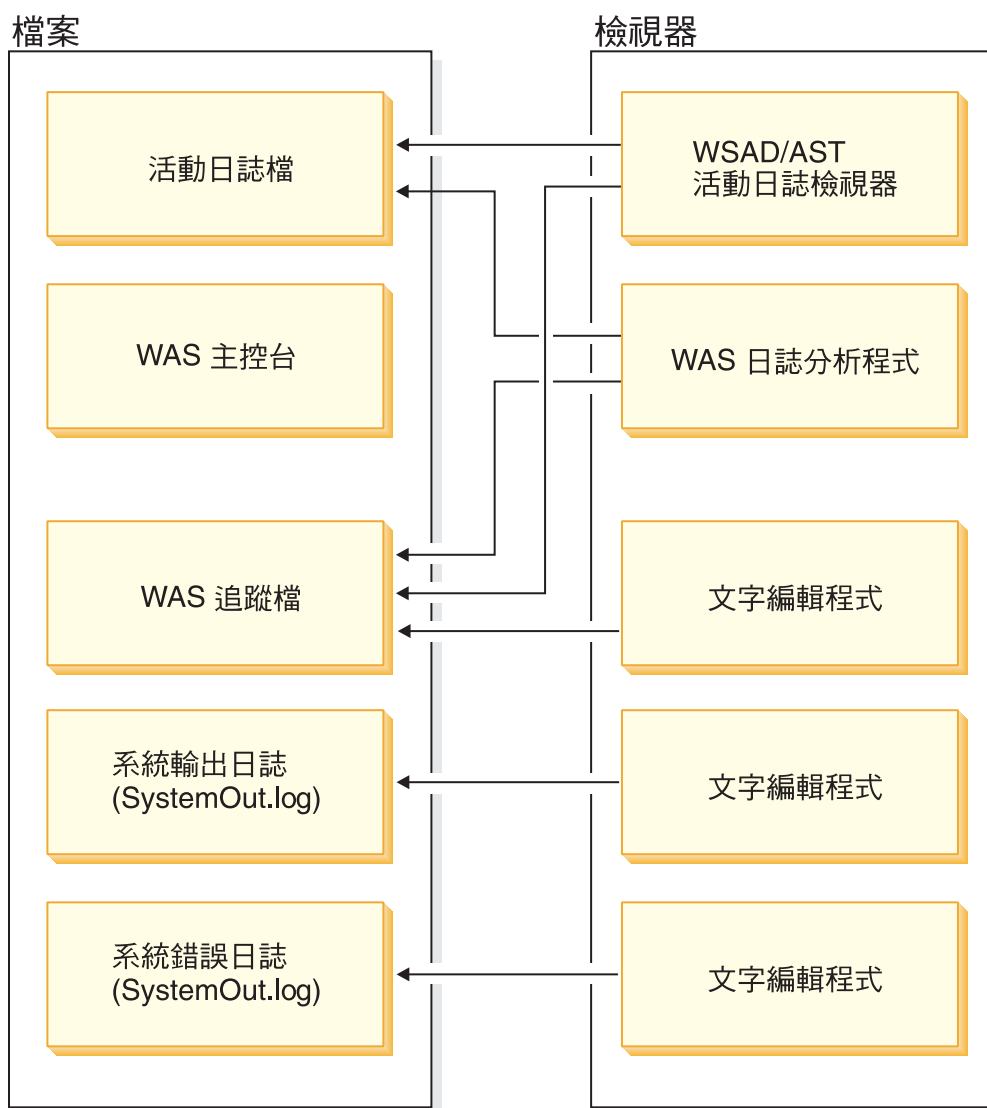 檔案
檢視器
活動日誌檔
WSAD/AST
活動日誌檢視器
WAS 主控台
WAS 日誌分析程式
WAS 追蹤檔
文字編輯程式
系統輸出日誌
(SystemOut.log)
文字編輯程式
系統錯誤日誌
(SystemOut.log)
文字編輯程式